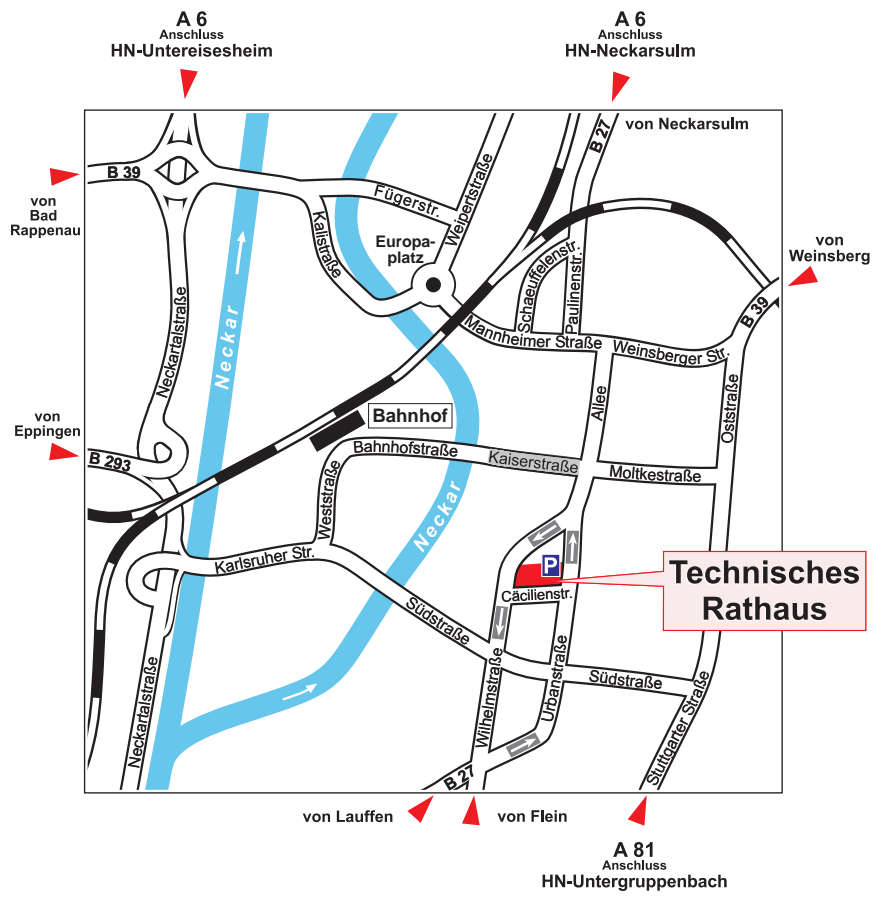 A 6
Anschluss
HN-Untereisesheim
A 6
Anschluss
HN-Neckarsulm
von Neckarsulm
B 27
B 39
von
Bad
Rappenau
Fügerstr.
Weipertstraße
Kalistraße
Europa-
platz
Schaeuffelenstr.
Paulinenstr.
von
Weinsberg
B 39
Neckartalstraße
Neckar
Mannheimer Straße
Weinsberger Str.
Allee
Oststraße
von
Eppingen
B 293
Bahnhof
Bahnhofstraße
Kaiserstraße
Moltkestraße
Weststraße
Neckar
Karlsruher Str.
P
Technisches
Rathaus
Cäcilienstr.
Südstraße
Südstraße
Neckartalstraße
Wilhelmstraße
Urbanstraße
Stuttgarter Straße
B 27
von Lauffen
von Flein
A 81
Anschluss
HN-Untergruppenbach